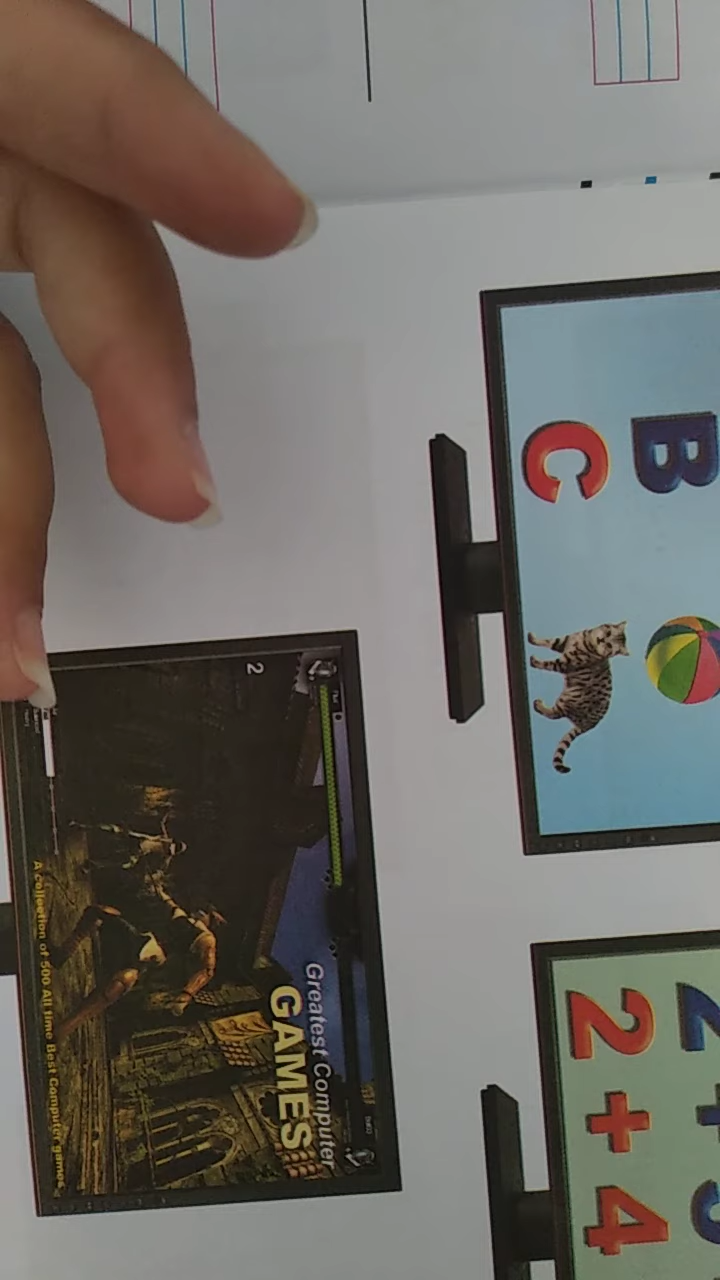 B
C
2 + 4
2
Greatest Computer
GAMES
A collection of 500 All time Best Computer games